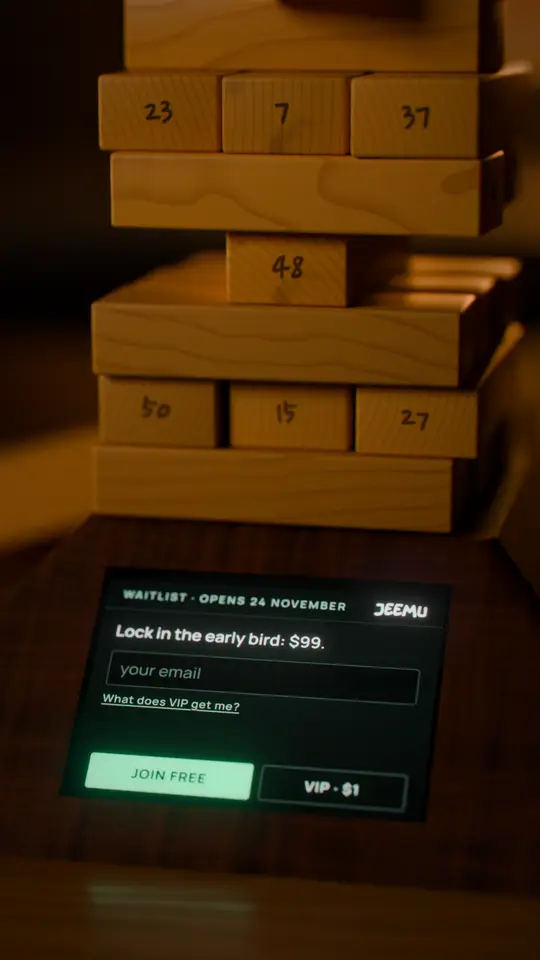 23 7 37
48
50 15 27
WAITLIST · OPENS 24 NOVEMBER JEEMU
Lock in the early bird: $99.
your email
What does VIP get me?
JOIN FREE VIP · $1